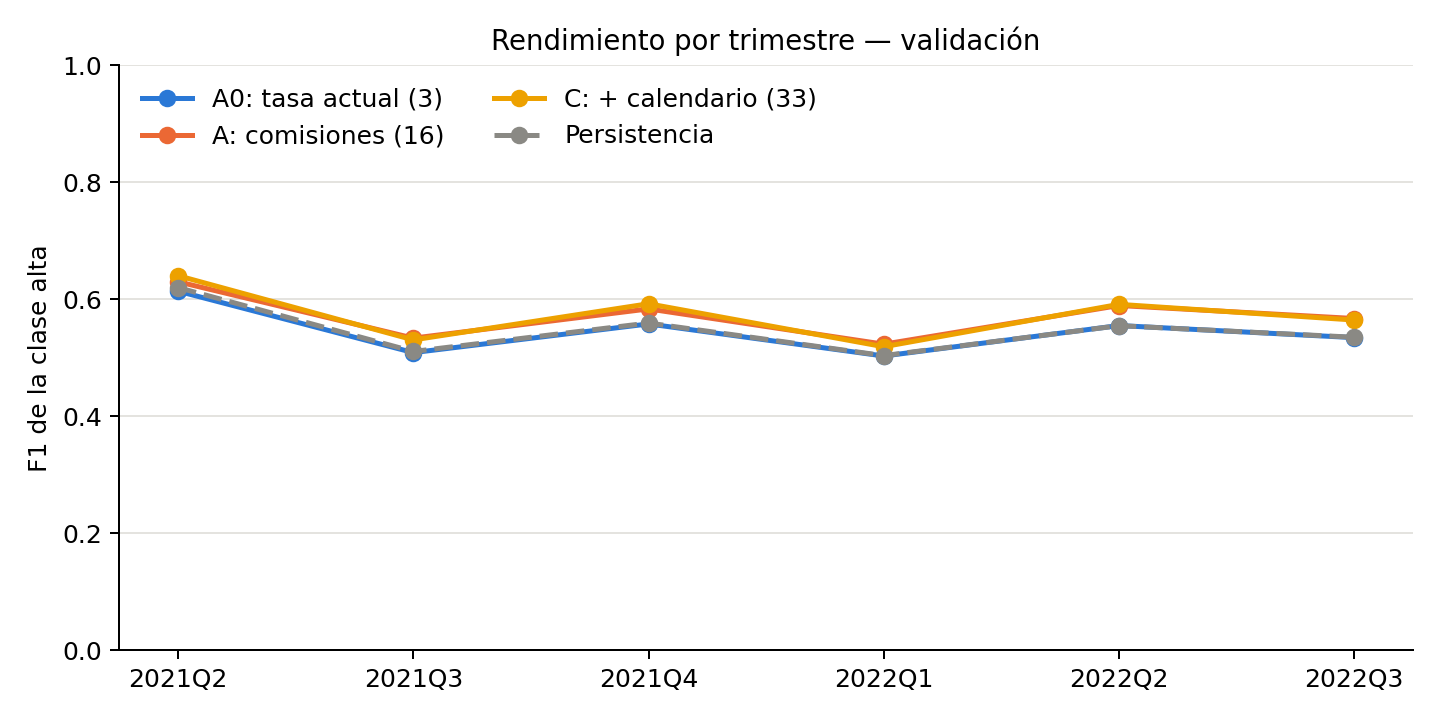 Rendimiento por trimestre — validación
A0: tasa actual (3)
A: comisiones (16)
C: + calendario (33)
Persistencia
F1 de la clase alta
1.0
0.8
0.6
0.4
0.2
0.0
2021Q2 2021Q3 2021Q4 2022Q1 2022Q2 2022Q3